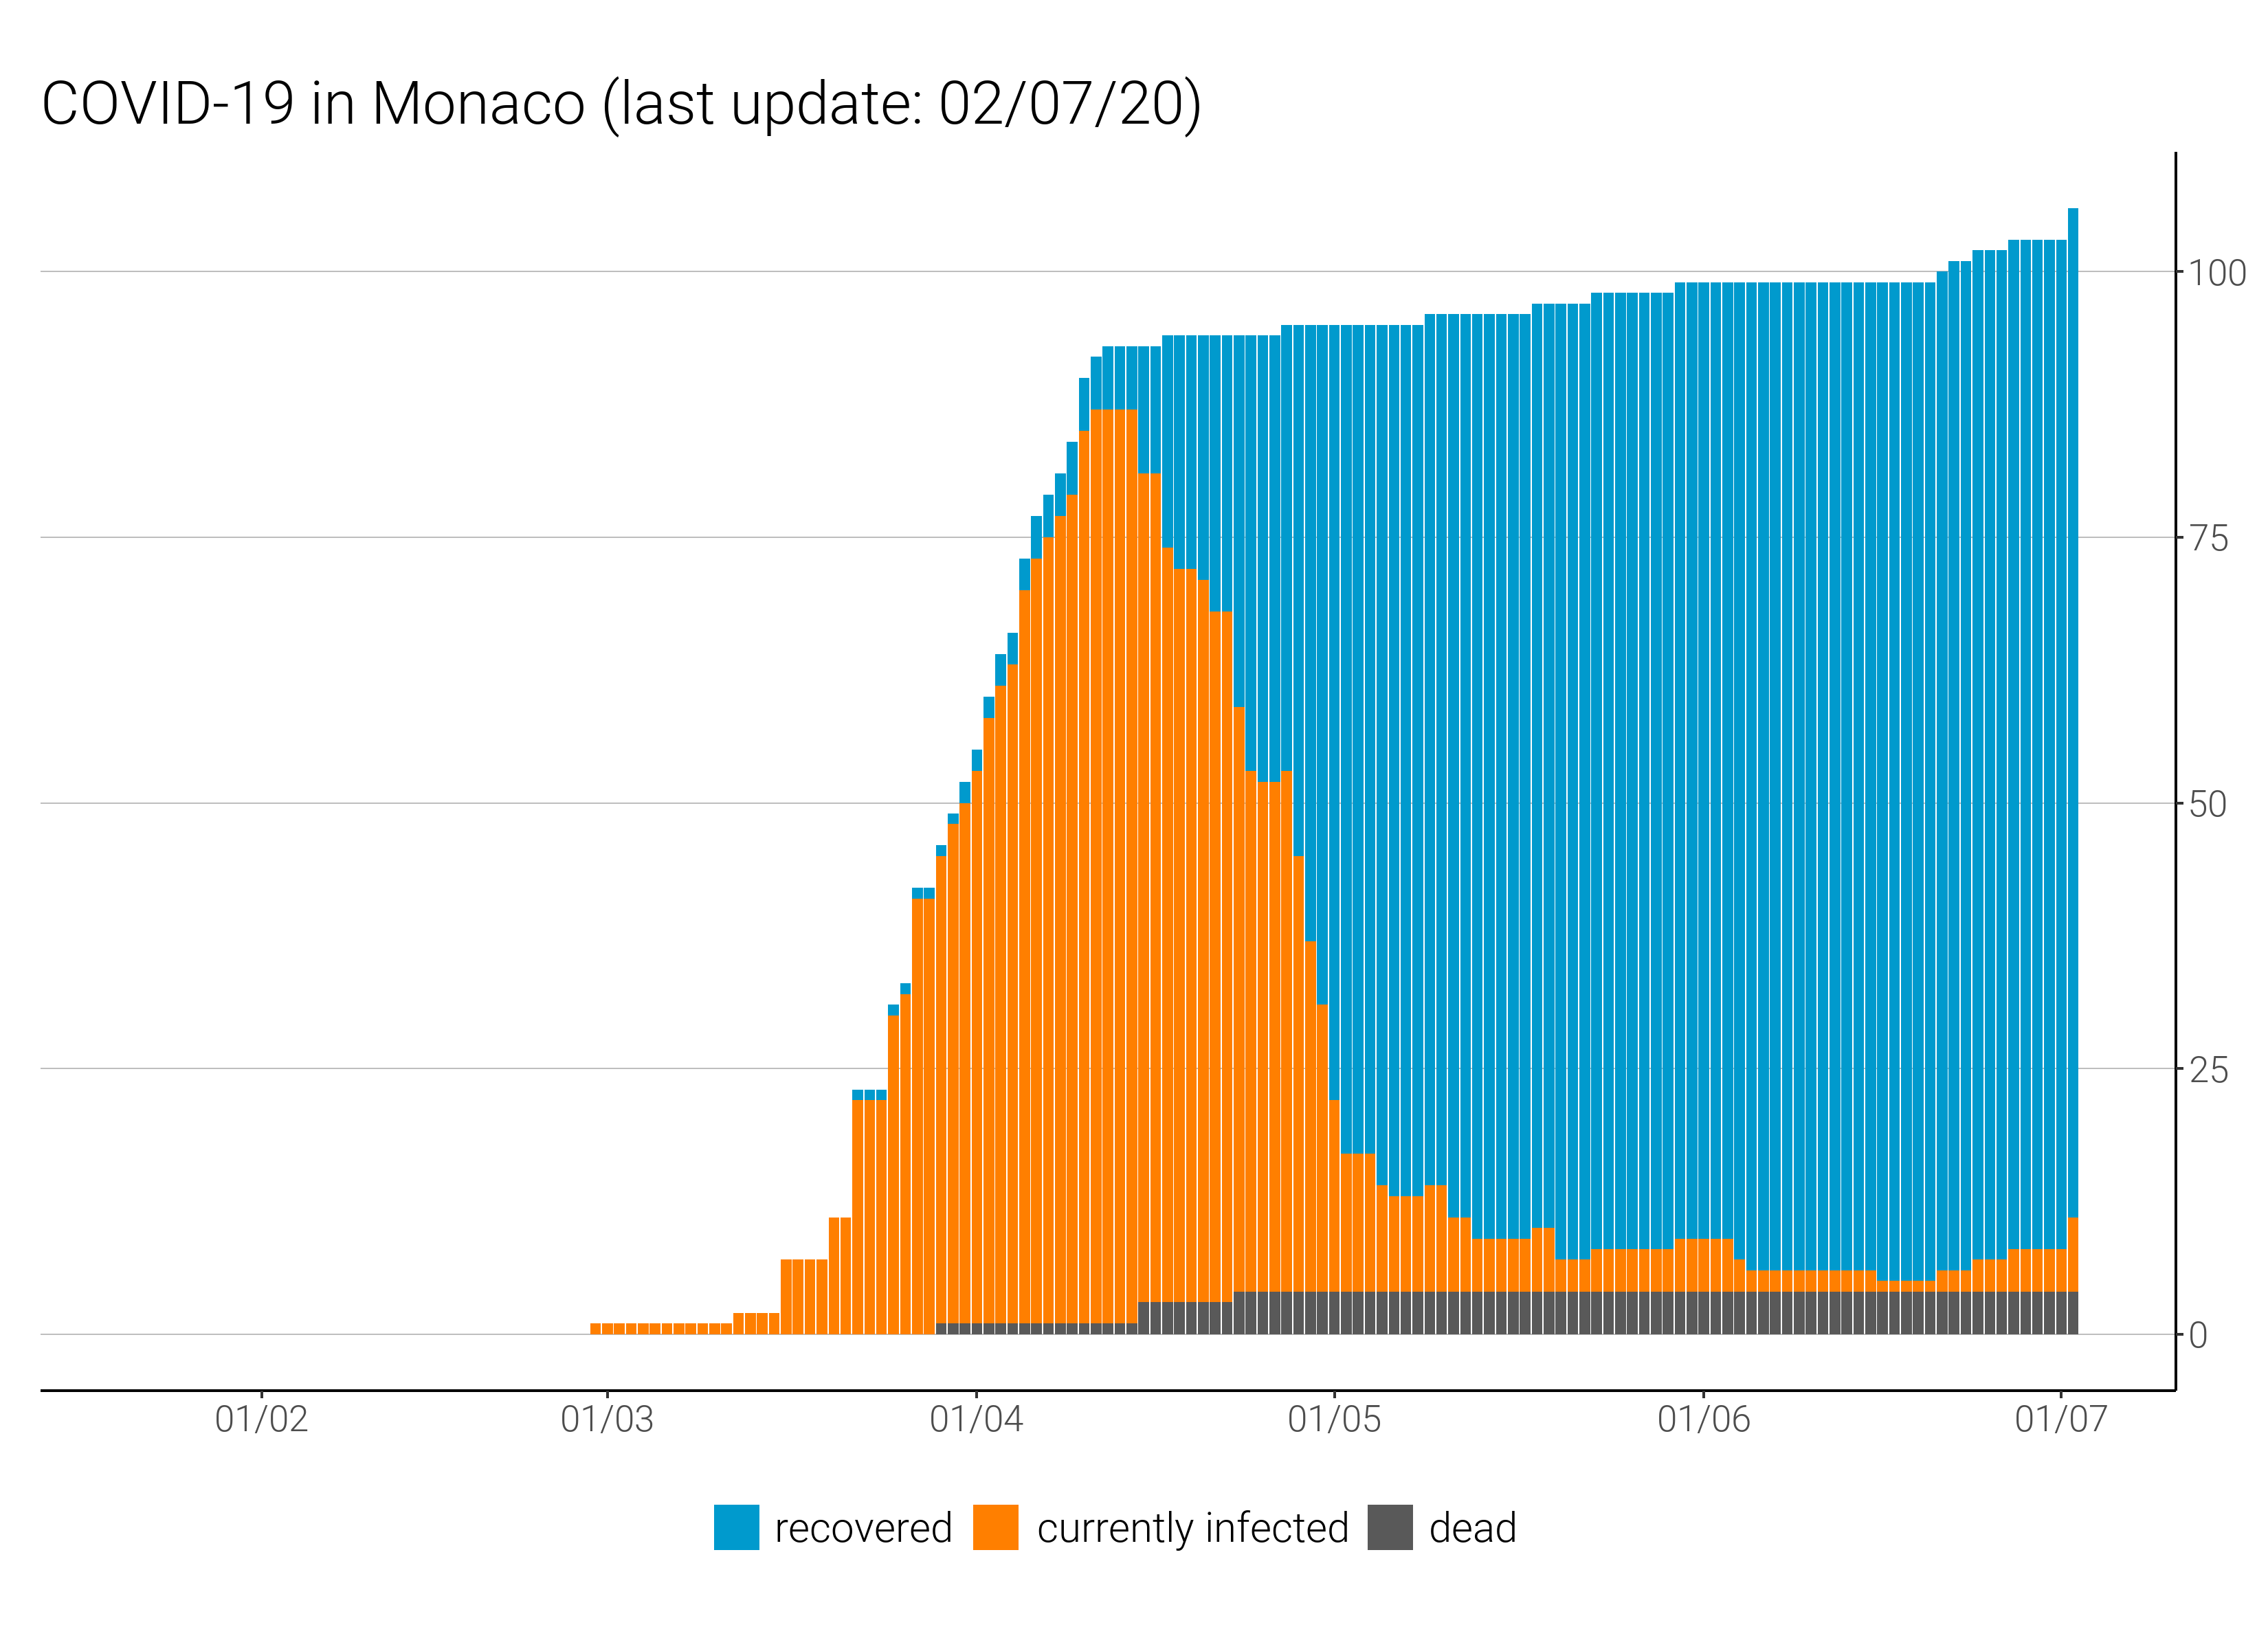 COVID-19 in Monaco (last update: 02/07/20)
100
75
50
25
0
01/02 01/03 01/04 01/05 01/06 01/07
recovered currently infected dead